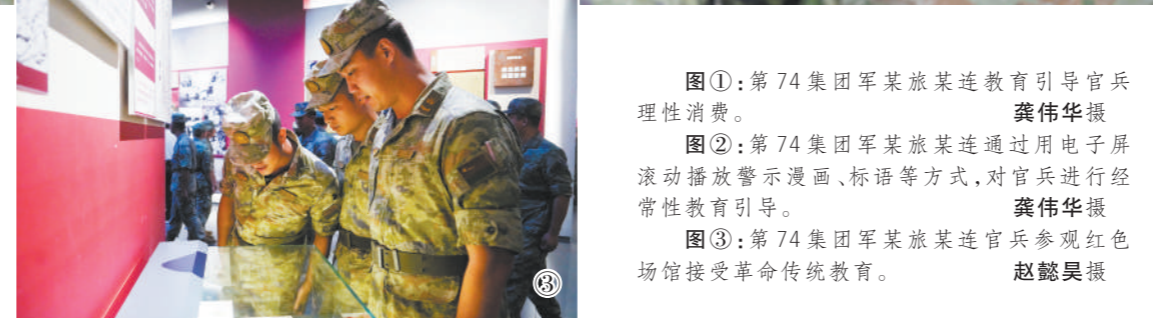 ③
图①：第74集团军某旅某连教育引导官兵
理性消费。 龚伟华摄
图②：第74集团军某旅某连通过用电子屏
滚动播放警示漫画、标语等方式，对官兵进行经
常性教育引导。 龚伟华摄
图③：第74集团军某旅某连官兵参观红色
场馆接受革命传统教育。 赵懿昊摄